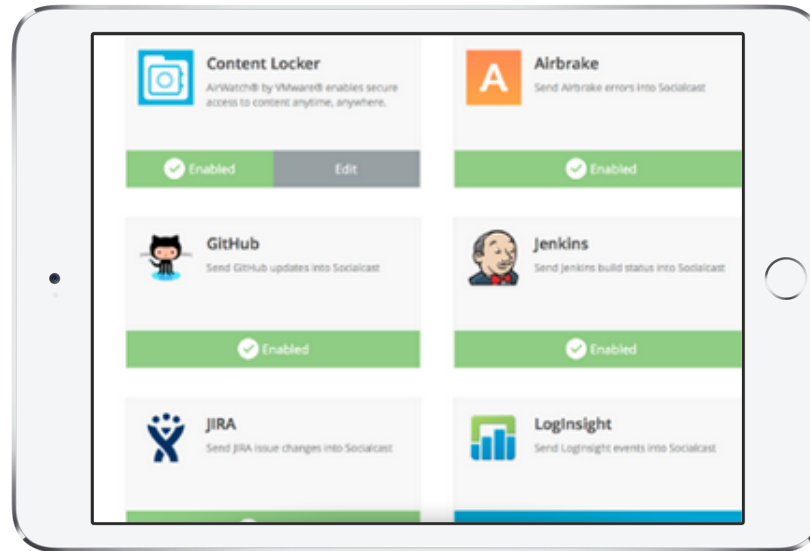 Content Locker
AirWatch® by VMware® enables secure
access to content anytime, anywhere.
Enabled
Edit
Airbrake
A
Send Airbrake errors into Socialcast
Enabled
GitHub
Send GitHub updates into Socialcast
Enabled
Jenkins
Send Jenkins build status into Socialcast
Enabled
JIRA
Send JIRA issue changes into Socialcast
LogInsight
Send LogInsight events into Socialcast